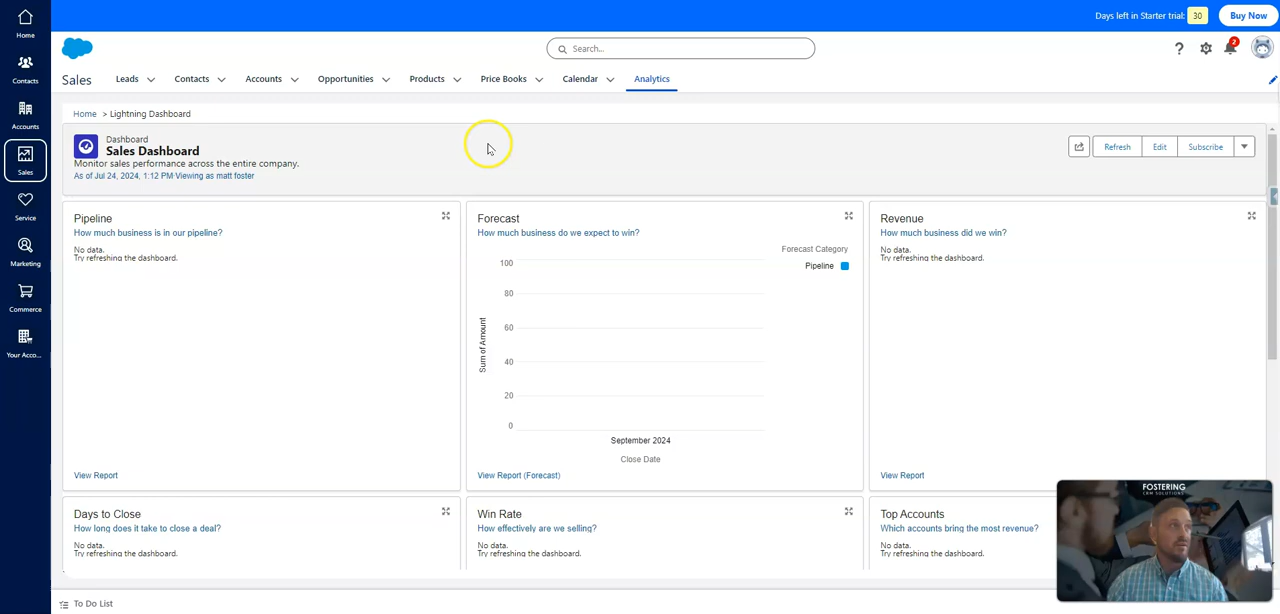 Days left in Starter trial: 30 Buy Now
Home
Search...
2
Sales
Leads
Contacts
Accounts
Opportunities
Products
Price Books
Calendar
Analytics
Contacts
Accounts
Sales
Service
Marketing
Commerce
Your Acco...
Home > Lightning Dashboard
Dashboard
Sales Dashboard
Monitor sales performance across the entire company.
As of Jul 24, 2024, 1:12 PM·Viewing as matt foster
Refresh
Edit
Subscribe
Pipeline
How much business is in our pipeline?
No data.
Try refreshing the dashboard.
View Report
Forecast
How much business do we expect to win?
Forecast Category
Pipeline
100
80
60
40
20
0
Sum of Amount
September 2024
Close Date
View Report (Forecast)
Revenue
How much business did we win?
No data.
Try refreshing the dashboard.
View Report
Days to Close
How long does it take to close a deal?
No data.
Try refreshing the dashboard.
Win Rate
How effectively are we selling?
No data.
Try refreshing the dashboard.
Top Accounts
Which accounts bring the most revenue?
No data.
Try refreshing the dashboard.
FOSTERING
CRM SOLUTIONS
To Do List